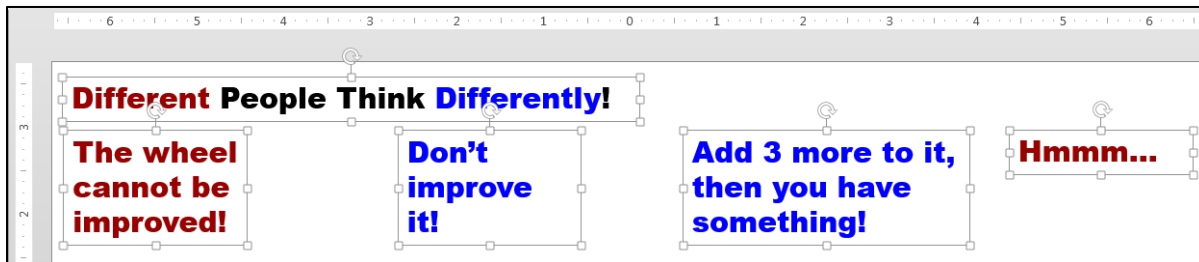 6 5 4 3 2 1 0 1 2 3 4 5 6
3
2
Different People Think Differently!
The wheel
cannot be
improved!
Don’t
improve
it!
Add 3 more to it,
then you have
something!
Hmmm...